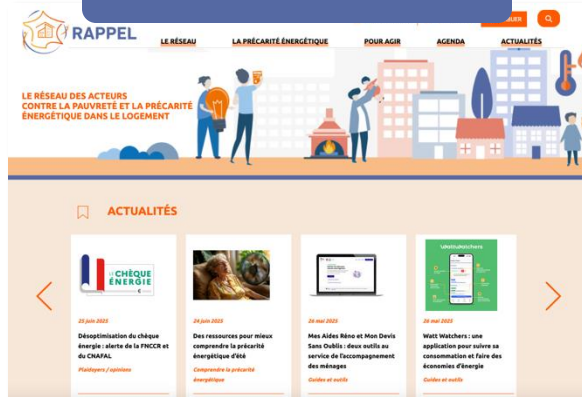 RAPPEL
LE RÉSEAU
LA PRÉCARITÉ ÉNERGÉTIQUE
POUR AGIR
AGENDA
ACTUALITÉS
LE RÉSEAU DES ACTEURS
CONTRE LA PAUVRETÉ ET LA PRÉCARITÉ
ÉNERGÉTIQUE DANS LE LOGEMENT
ACTUALITÉS
CHÈQUE
ÉNERGIE
25 juin 2025
Désoptimisation du chèque
énergie : alerte de la FNCCR et
du CNAFAL
Plaidoyers / opinions
24 juin 2025
Des ressources pour mieux
comprendre la précarité
énergétique d'été
Comprendre la précarité
énergétique
26 mai 2025
Mes Aides Réno et Mon Devis
Sans Oublis : deux outils au
service de l'accompagnement
des ménages
Guides et outils
WattWatchers
26 mai 2025
Watt Watchers : une
application pour suivre sa
consommation et faire des
économies d'énergie
Guides et outils